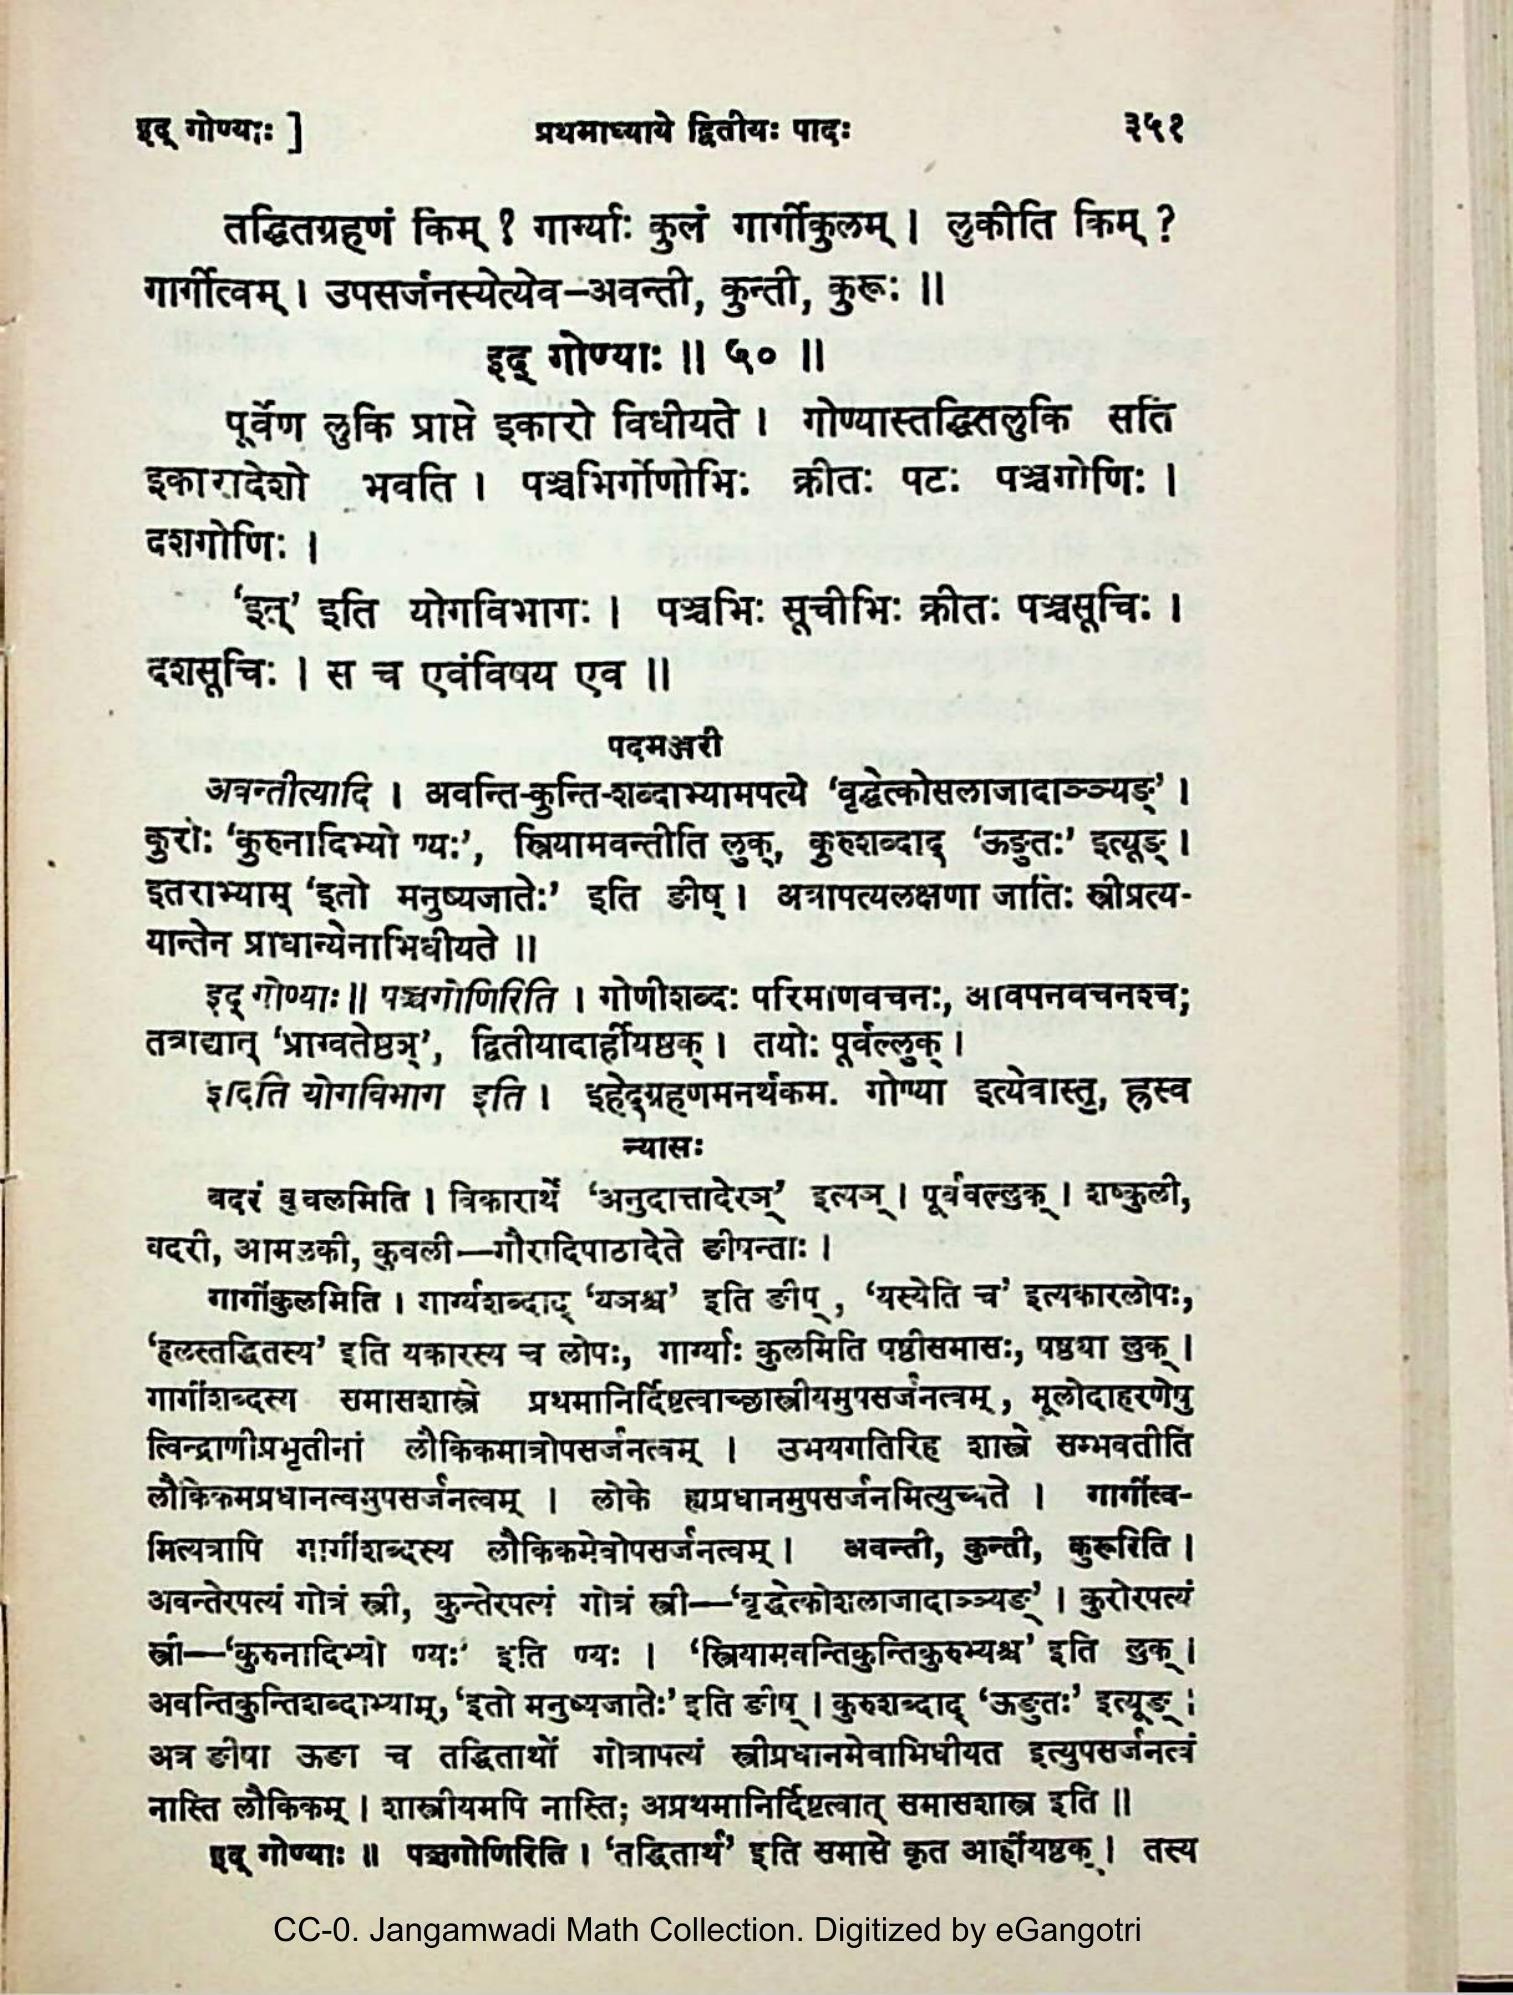 इद् गोण्याः ] प्रथमाध्याये द्वितीयः पादः ३५१
तद्धितग्रहणं किम् ? गार्ग्याः कुलं गार्गीकुलम् । लुकीति किम् ?
गार्गीत्वम् । उपसर्जनस्येत्येव–अवन्ती, कुन्ती, कुरूः ॥
इद् गोण्याः ॥ ५० ॥
पूर्वेण लुकि प्राप्ते इकारो विधीयते । गोण्यास्तद्धितलुकि सति
इकारादेशो भवति । पञ्चभिर्गोणोभिः क्रीतः पटः पञ्चगोणिः ।
दशगोणिः ।
‘इत्’ इति योगविभागः । पञ्चभिः सूचीभिः क्रीतः पञ्चसूचिः ।
दशसूचिः । स च एवंविषय एव ॥
पदमञ्जरी
अवन्तीत्यादि । अवन्ति-कुन्ति-शब्दाभ्यामपत्ये ‘वृद्धेत्कोसलाजादाञ्ञ्यङ्’ ।
कुरोः ‘कुरुनादिभ्यो ण्यः’, स्त्रियामवन्तीति लुक्, कुरुशब्दाद् ‘ऊङुतः’ इत्यूङ् ।
इतराभ्याम् ‘इतो मनुष्यजातेः’ इति ङीष् । अत्रापत्यलक्षणा जातिः स्त्रीप्रत्य-
यान्तेन प्राधान्येनाभिधीयते ॥
इद् गोण्याः ॥ पञ्चगोणिरिति । गोणीशब्दः परिमाणवचनः, आवपनवचनश्च;
तत्राद्यात् ‘प्राग्वतेष्ठञ्’, द्वितीयादार्हीयष्ठक् । तयोः पूर्वल्लुक् ।
इदिति योगविभाग इति । इहेद्ग्रहणमनर्थकम. गोण्या इत्येवास्तु, ह्रस्व
न्यासः
बदरं कुवलमिति । विकारार्थे ‘अनुदात्तादेरञ्’ इत्यञ् । पूर्ववल्लुक् । शष्कुली,
बदरी, आमलकी, कुवली—गौरादिपाठादेते ङीषन्ताः ।
गार्गीकुलमिति । गार्ग्यशब्दाद् ‘यञश्च’ इति ङीप् , ‘यस्येति च’ इत्यकारलोपः,
‘हलस्तद्धितस्य’ इति यकारस्य च लोपः, गार्ग्याः कुलमिति षष्ठीसमासः, षष्ठया लुक् ।
गार्गीशब्दस्य समासशास्त्रे प्रथमानिर्दिष्टत्वाच्छास्त्रीयमुपसर्जनत्वम् , मूलोदाहरणेषु
त्विन्द्राणीप्रभृतीनां लौकिकमात्रोपसर्जनत्वम् । उभयगतिरिह शास्त्रे सम्भवतीति
लौकिकमप्रधानत्वमुपसर्जनत्वम् । लोके ह्यप्रधानमुपसर्जनमित्युच्यते । गार्गीत्व-
मित्यत्रापि गार्गीशब्दस्य लौकिकमेवोपसर्जनत्वम् । अवन्ती, कुन्ती, कुरूरिति ।
अवन्तेरपत्यं गोत्रं स्त्री, कुन्तेरपत्यं गोत्रं स्त्री—‘वृद्धेत्कोशलाजादाञ्ञ्यङ्’ । कुरोरपत्यं
स्त्री—‘कुरुनादिभ्यो ण्यः’ इति ण्यः । ‘स्त्रियामवन्तिकुन्तिकुरुभ्यश्च’ इति लुक् ।
अवन्तिकुन्तिशब्दाभ्याम्, ‘इतो मनुष्यजातेः’ इति ङीष् । कुरुशब्दाद् ‘ऊङुतः’ इत्यूङ् ।
अत्र ङीषा ऊङा च तद्धितार्थो गोत्रापत्यं स्त्रीप्रधानमेवाभिधीयत इत्युपसर्जनत्वं
नास्ति लौकिकम् । शास्त्रीयमपि नास्ति; अप्रथमानिर्दिष्टत्वात् समासशास्त्र इति ॥
इद् गोण्याः ॥ पञ्चगोणिरिति । ‘तद्धितार्थ’ इति समासे कृत आर्हीयष्ठक् । तस्य
CC-0. Jangamwadi Math Collection. Digitized by eGangotri